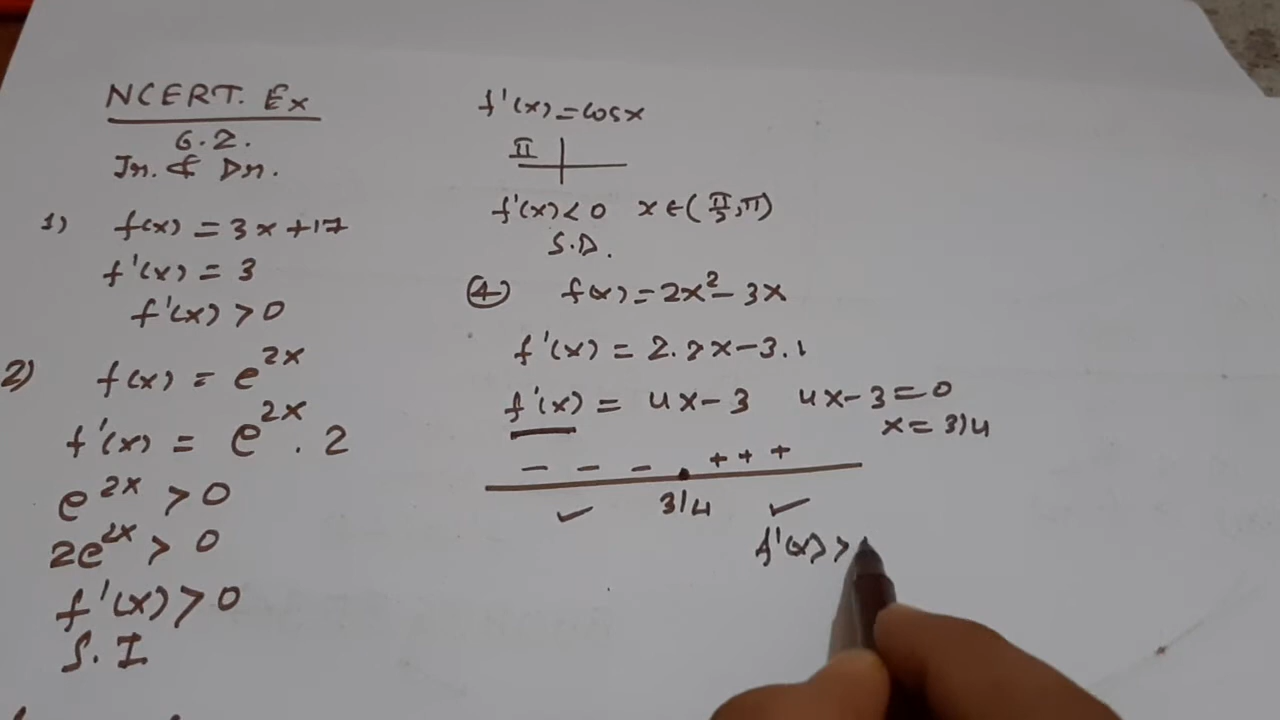 NCERT. Ex
6.2.
In. & Dn.
1) f(x) = 3x+17
f'(x) = 3
f'(x) > 0
2) f(x) = e^2x
f'(x) = e^2x . 2
e^2x > 0
2e^2x > 0
f'(x) > 0
S. I
f'(x) = cosx
II
f'(x) < 0 x ∈ (π/2, π)
S.D.
④ f(x) = 2x² - 3x
f'(x) = 2.2x - 3.1
f'(x) = 4x - 3 4x - 3 = 0
x = 3/4
- - - + + +
✓ 3/4 ✓
f'(x) >